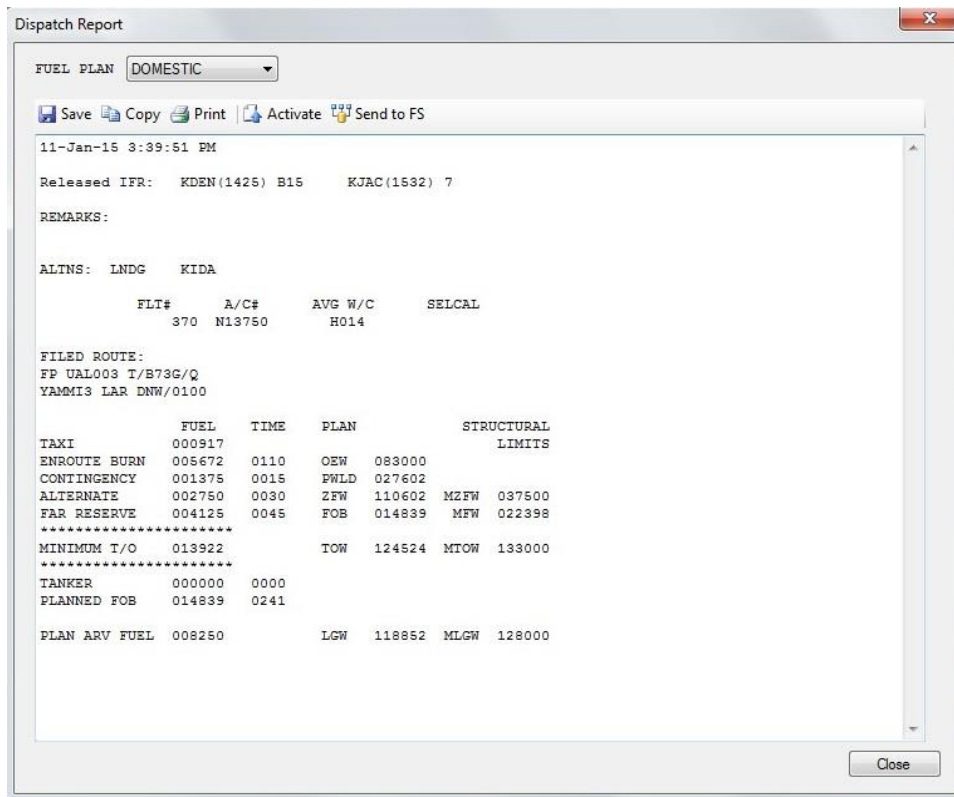 Dispatch Report
FUEL PLAN DOMESTIC
Save Copy Print Activate Send to FS
11-Jan-15 3:39:51 PM
Released IFR: KDEN(1425) B15 KJAC(1532) 7
REMARKS:
ALTNS: LNDG KIDA
FLT# A/C# AVG W/C SELCAL
370 N13750 H014
FILED ROUTE:
FP UAL003 T/B73G/Q
YAMMI3 LAR DNW/0100
FUEL TIME PLAN STRUCTURAL
TAXI 000917 LIMITS
ENROUTE BURN 005672 0110 OEW 083000
CONTINGENCY 001375 0015 PWLD 027602
ALTERNATE 002750 0030 ZFW 110602 MZFW 037500
FAR RESERVE 004125 0045 FOB 014839 MFW 022398
**********************
MINIMUM T/O 013922 TOW 124524 MTOW 133000
**********************
TANKER 000000 0000
PLANNED FOB 014839 0241
PLAN ARV FUEL 008250 LGW 118852 MLGW 128000
Close